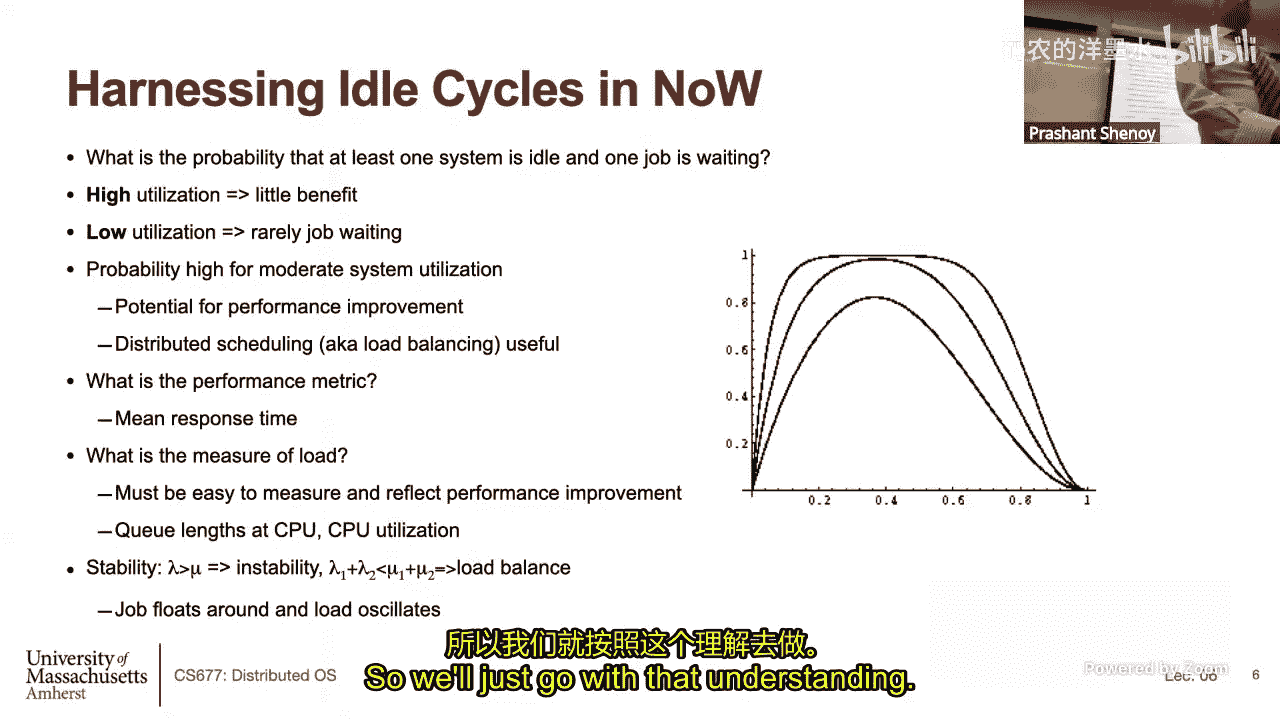 Harnessing Idle Cycles in NoW
农的洋墨水 bilibili
Prashant Shenoy
• What is the probability that at least one system is idle and one job is waiting?
• High utilization => little benefit
• Low utilization => rarely job waiting
• Probability high for moderate system utilization
– Potential for performance improvement
– Distributed scheduling (aka load balancing) useful
• What is the performance metric?
– Mean response time
• What is the measure of load?
– Must be easy to measure and reflect performance improvement
– Queue lengths at CPU, CPU utilization
• Stability: λ>μ => instability, λ₁+λ₂<μ₁+μ₂=>load balance
– Job floats around and load oscillates
1
0.8
0.6
0.4
0.2
0.2 0.4 0.6 0.8 1
所以我们就按照这个理解去做。
So we'll just go with that understanding.
University of
Massachusetts
Amherst
CS677: Distributed OS
Powered by Zoom
Lec. 06
6